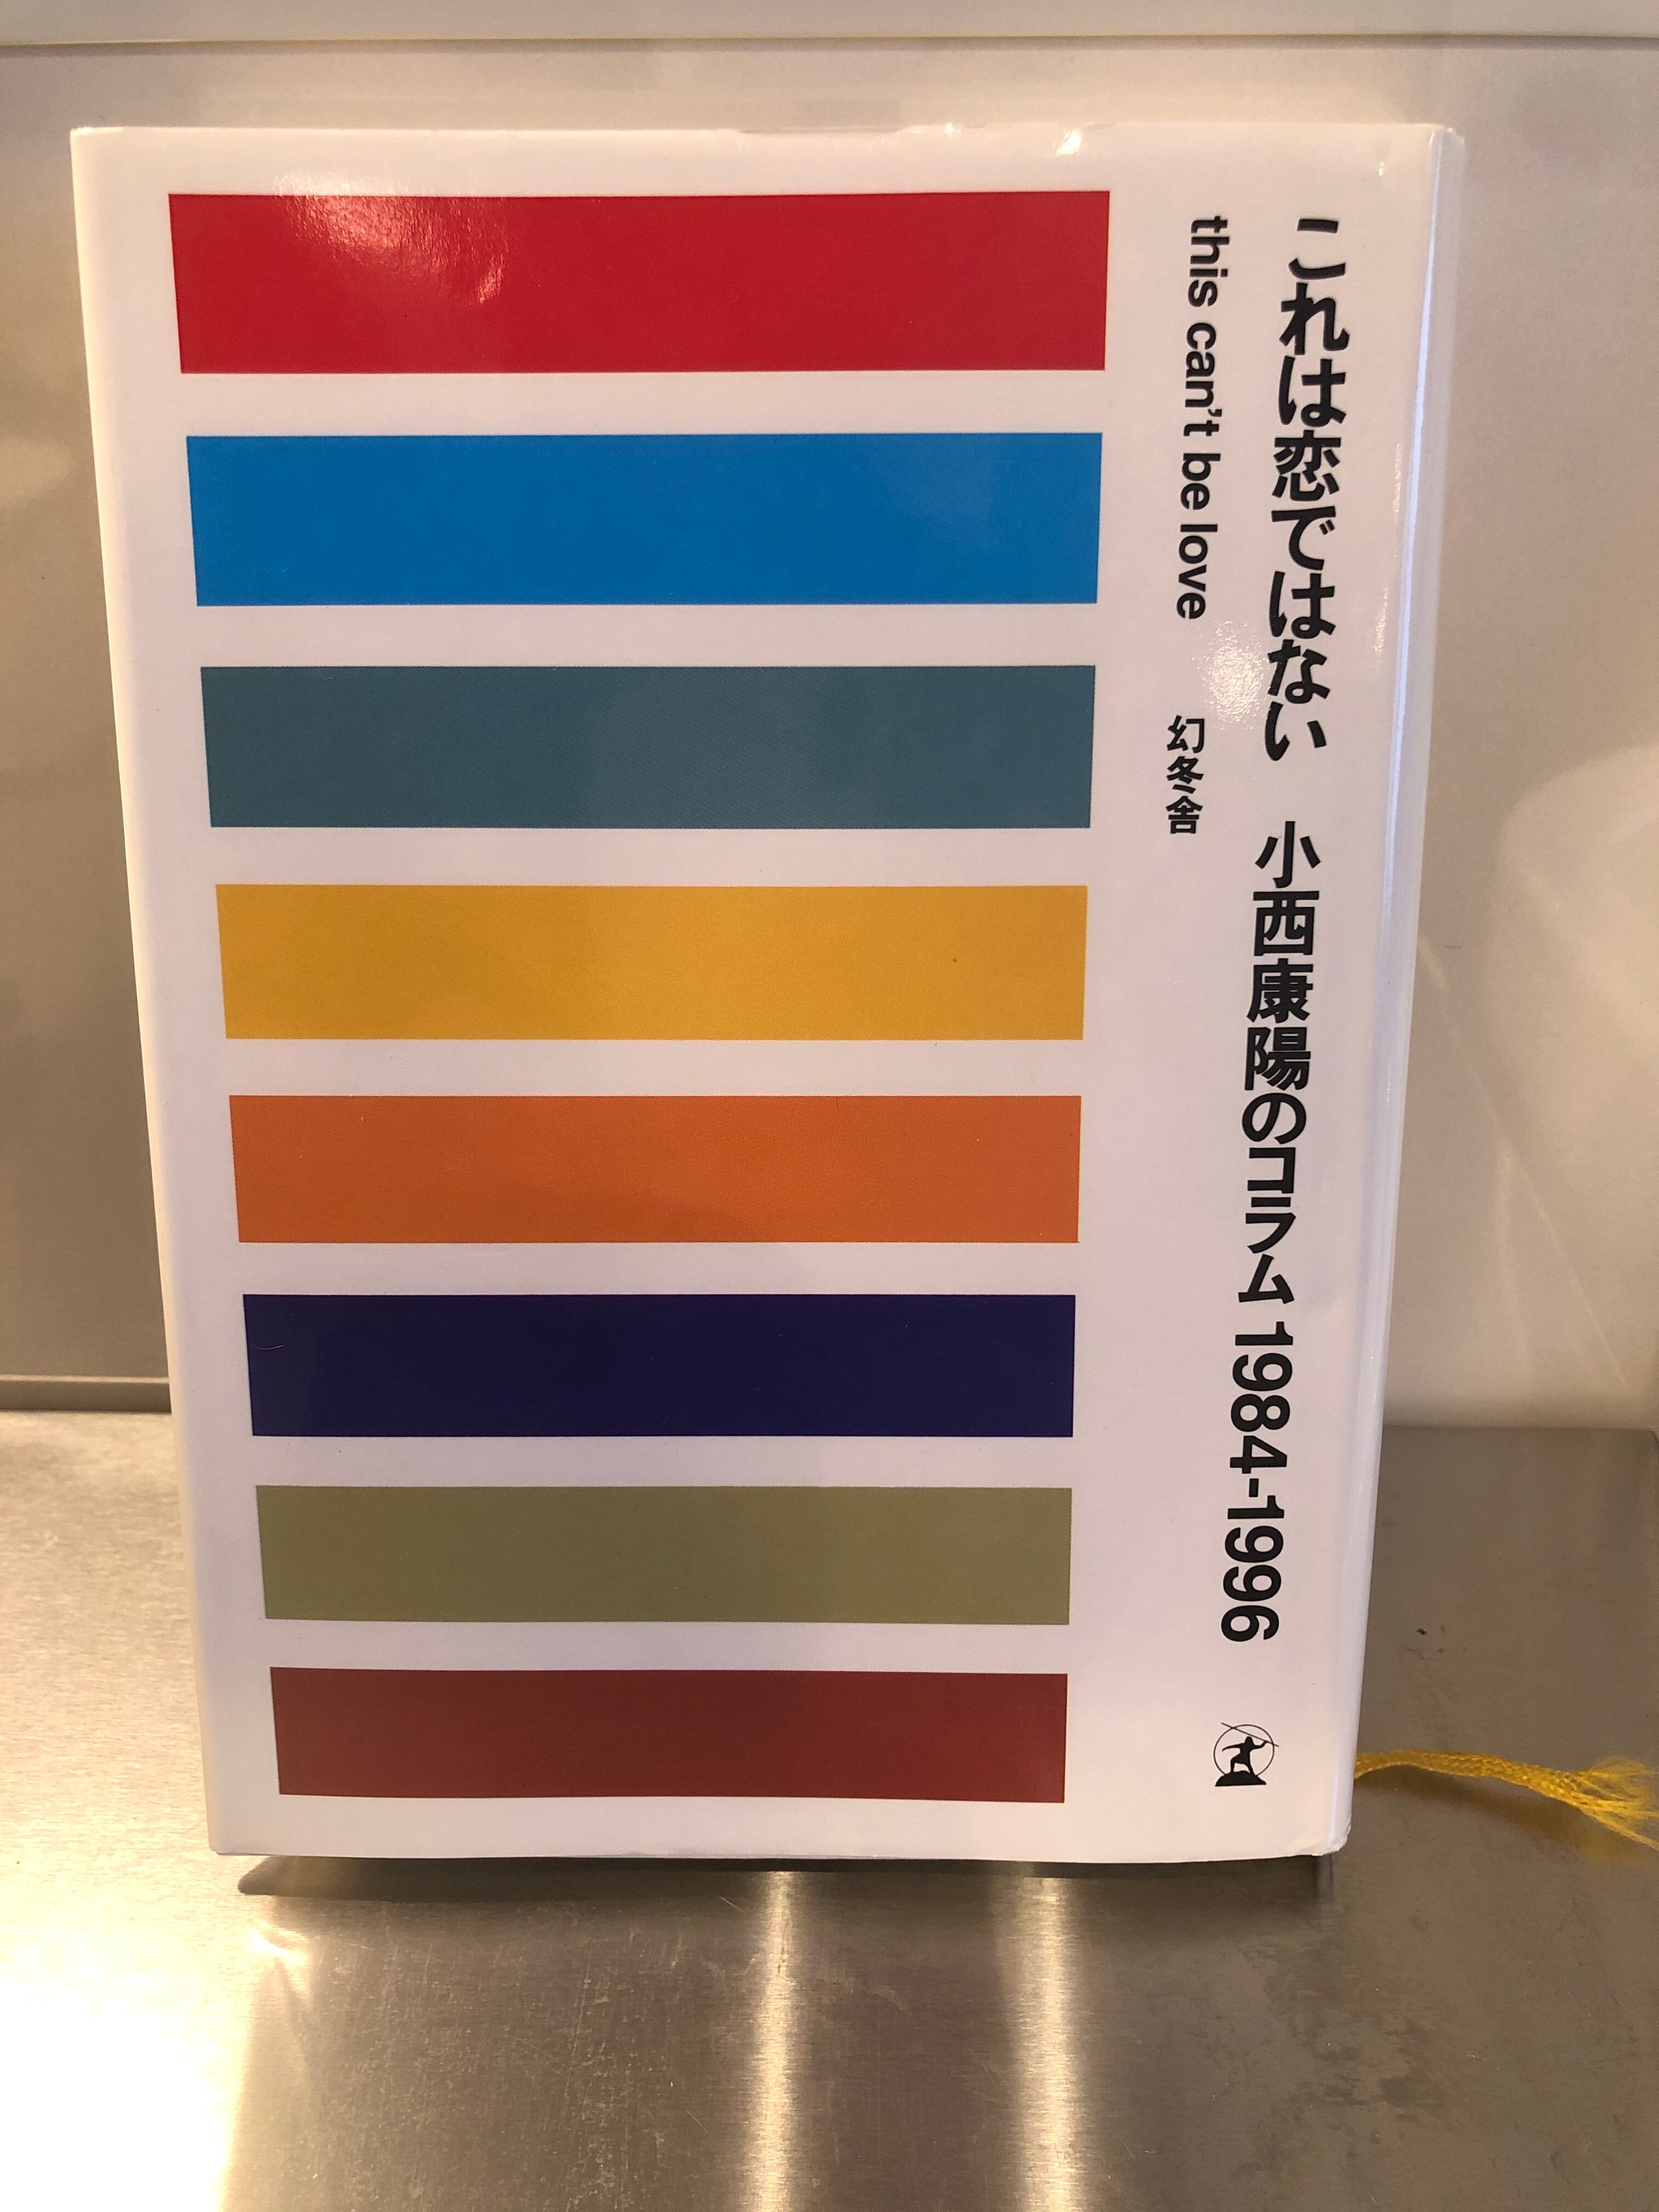 これは恋ではない 小西康陽のコラム 1984-1996
this can't be love 幻冬舎